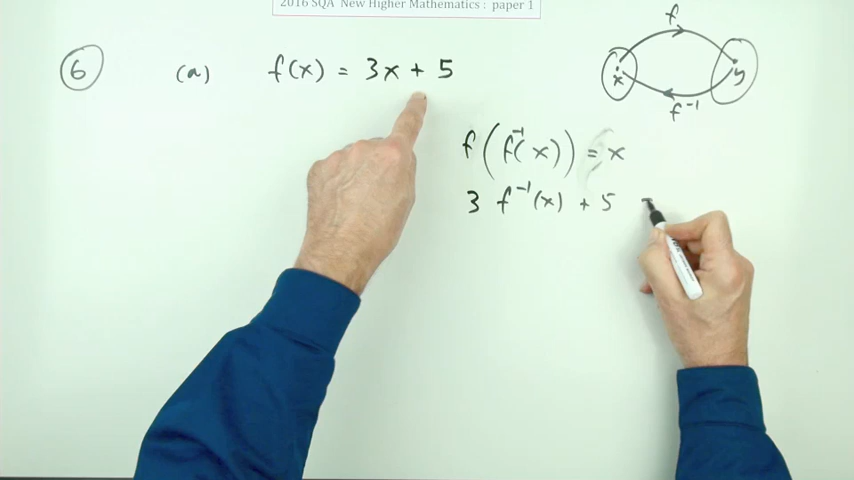 2016 SQA New Higher Mathematics : paper 1
6 (a) f(x) = 3x + 5
f
x y
f⁻¹
f(f⁻¹(x)) = x
3 f⁻¹(x) + 5